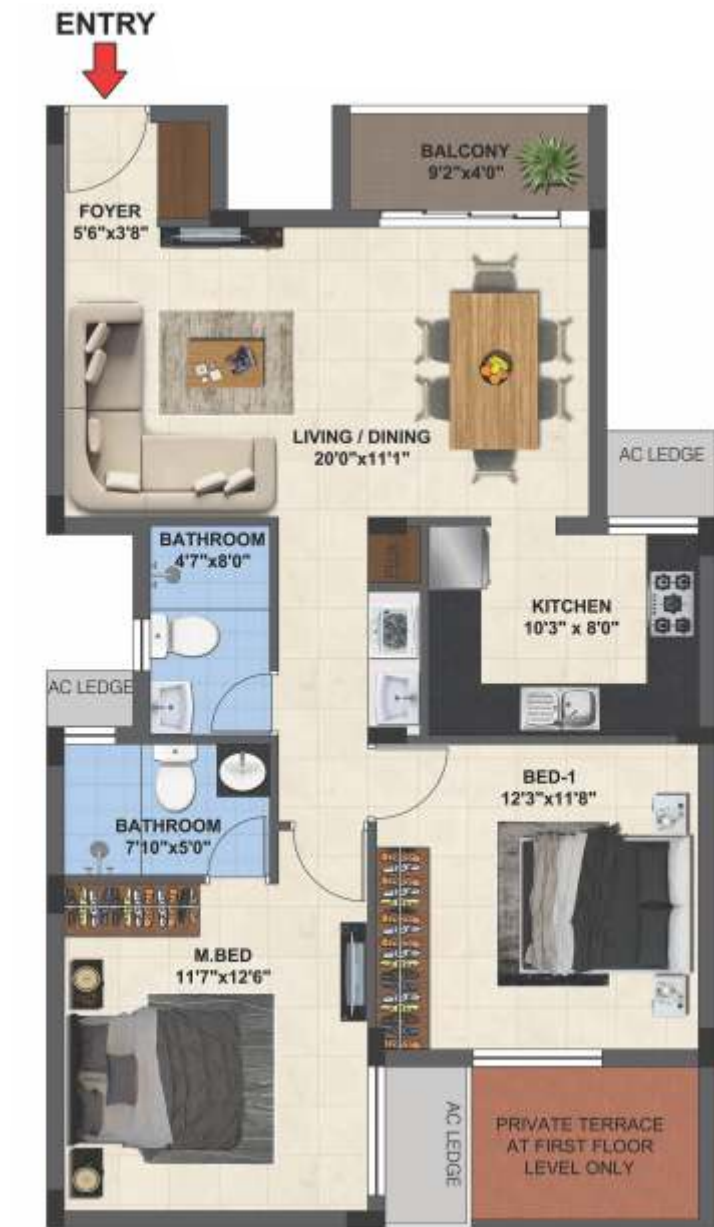 ENTRY
BALCONY
9'2"x4'0"
FOYER
5'6"x3'8"
LIVING / DINING
20'0"x11'1"
AC LEDGE
BATHROOM
4'7"x8'0"
KITCHEN
10'3" x 8'0"
AC LEDGE
BED-1
12'3"x11'8"
BATHROOM
7'10"x5'0"
M.BED
11'7"x12'6"
AC LEDGE
PRIVATE TERRACE
AT FIRST FLOOR
LEVEL ONLY